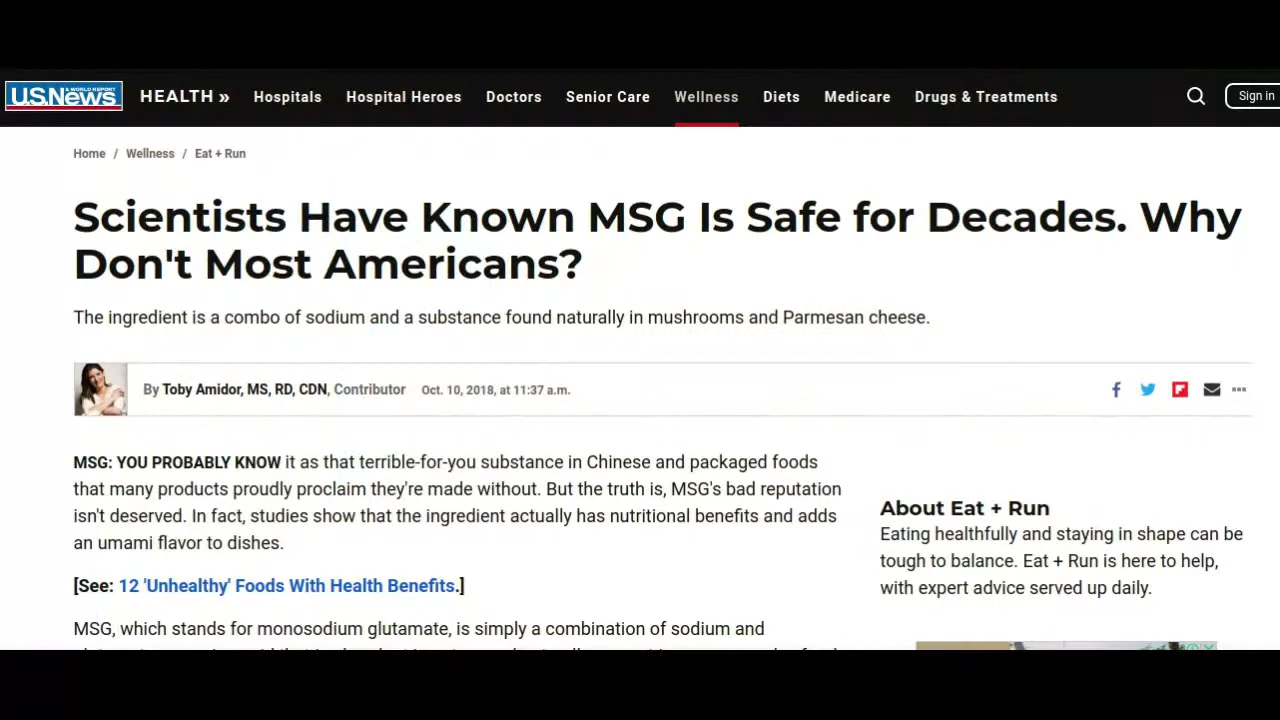 U.S.News
& WORLD REPORT
HEALTH »
Hospitals
Hospital Heroes
Doctors
Senior Care
Wellness
Diets
Medicare
Drugs & Treatments
Sign in
Home / Wellness / Eat + Run
Scientists Have Known MSG Is Safe for Decades. Why
Don't Most Americans?
The ingredient is a combo of sodium and a substance found naturally in mushrooms and Parmesan cheese.
By Toby Amidor, MS, RD, CDN, Contributor
Oct. 10, 2018, at 11:37 a.m.
MSG: YOU PROBABLY KNOW it as that terrible-for-you substance in Chinese and packaged foods
that many products proudly proclaim they're made without. But the truth is, MSG's bad reputation
isn't deserved. In fact, studies show that the ingredient actually has nutritional benefits and adds
an umami flavor to dishes.
[See: 12 'Unhealthy' Foods With Health Benefits.]
MSG, which stands for monosodium glutamate, is simply a combination of sodium and
About Eat + Run
Eating healthfully and staying in shape can be
tough to balance. Eat + Run is here to help,
with expert advice served up daily.